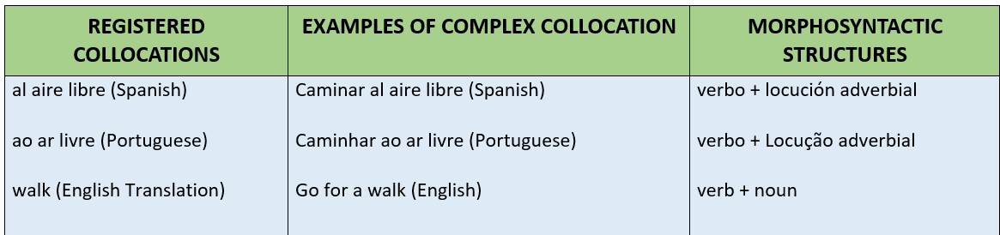 REGISTERED
COLLOCATIONS
EXAMPLES OF COMPLEX COLLOCATION
MORPHOSYNTACTIC
STRUCTURES
al aire libre (Spanish)
Caminar al aire libre (Spanish)
verbo + locución adverbial
ao ar livre (Portuguese)
Caminhar ao ar livre (Portuguese)
verbo + Locução adverbial
walk (English Translation)
Go for a walk (English)
verb + noun